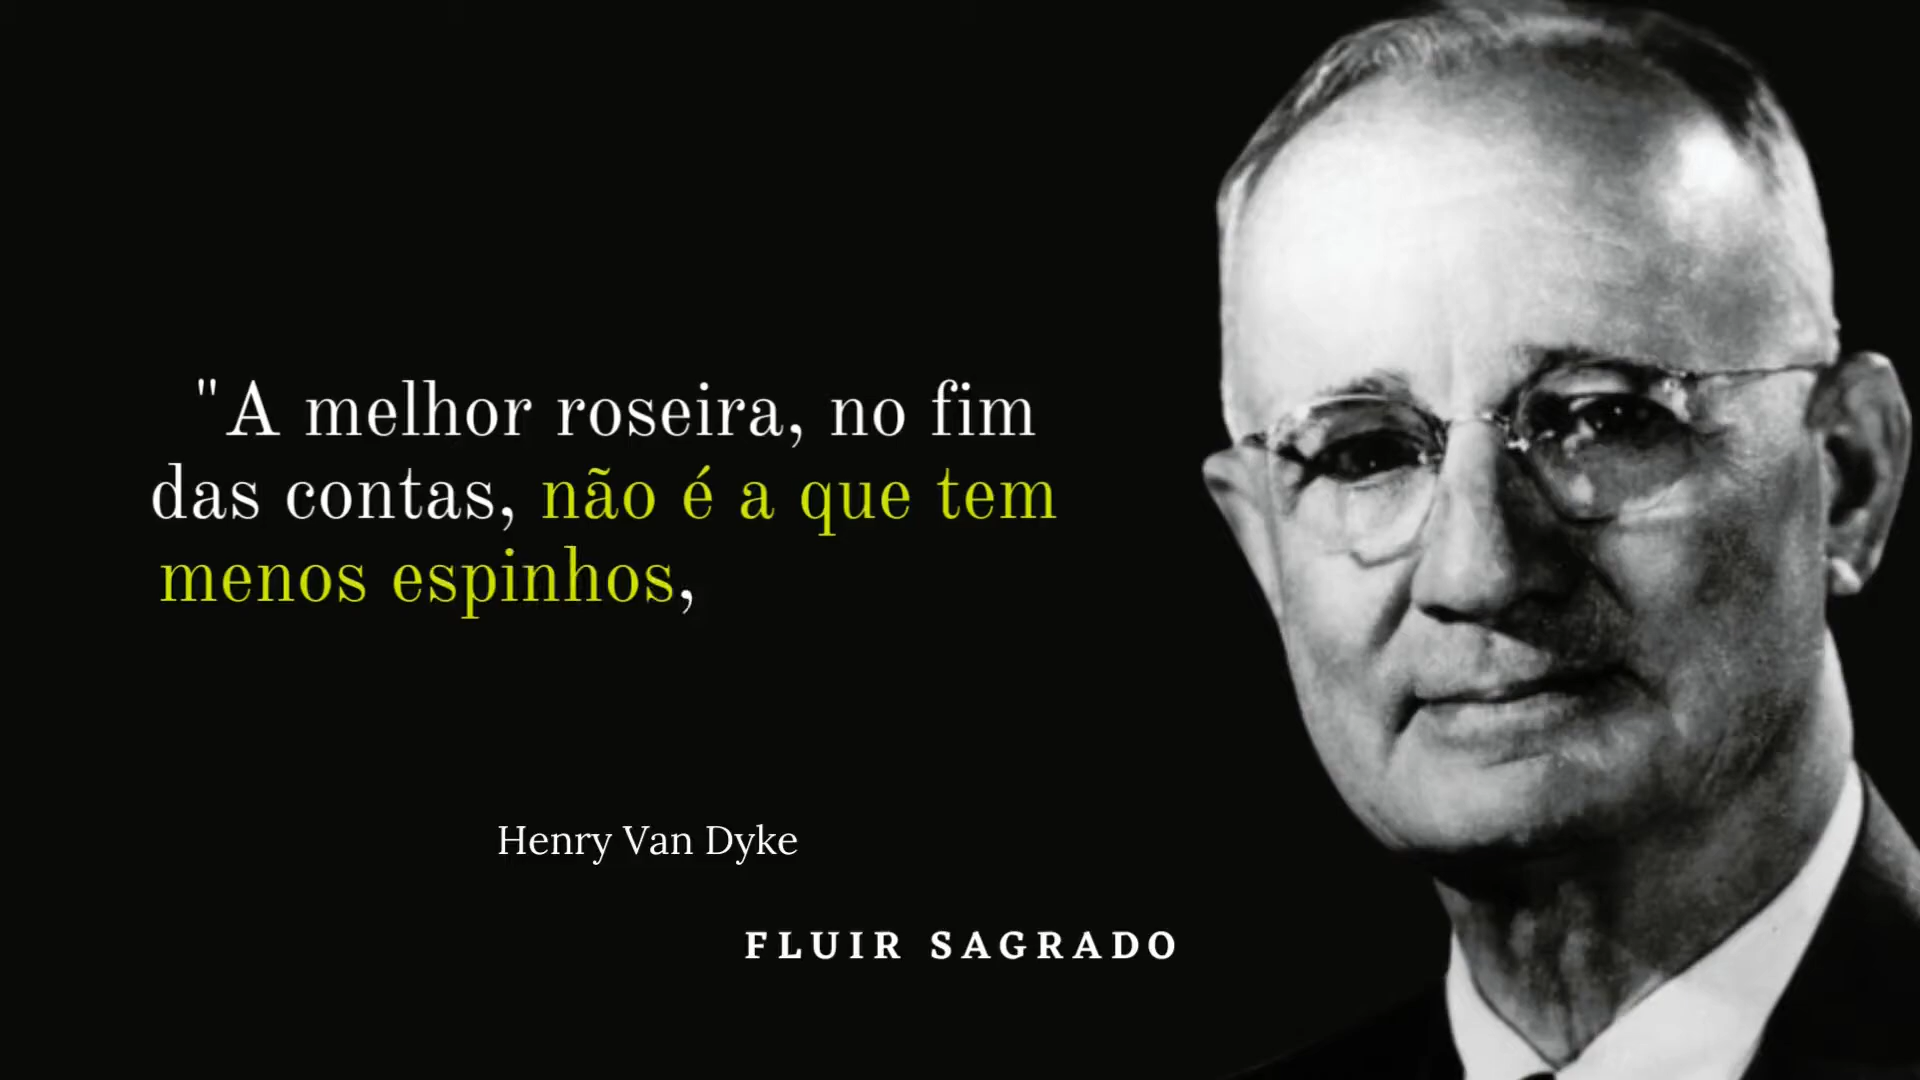 "A melhor roseira, no fim
das contas, não é a que tem
menos espinhos,
Henry Van Dyke
FLUIR SAGRADO